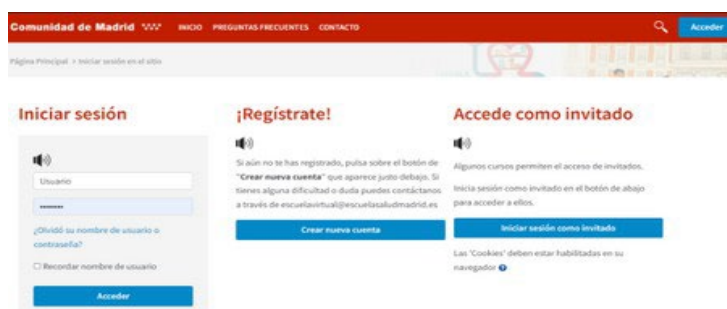 Comunidad de Madrid INICIO PREGUNTAS FRECUENTES CONTACTO Acceder
Página Principal > Iniciar sesión en el sitio
Iniciar sesión
Usuario
¿Olvidó su nombre de usuario o
contraseña?
Recordar nombre de usuario
Acceder
¡Regístrate!
Si aún no te has registrado, pulsa sobre el botón de
"Crear nueva cuenta" que aparece justo debajo. Si
tienes alguna dificultad o duda puedes contáctanos
a través de escuelavirtual@escuelasaludmadrid.es
Crear nueva cuenta
Accede como invitado
Algunos cursos permiten el acceso de invitados.
Inicia sesión como invitado en el botón de abajo
para acceder a ellos.
Iniciar sesión como invitado
Las 'Cookies' deben estar habilitadas en su
navegador